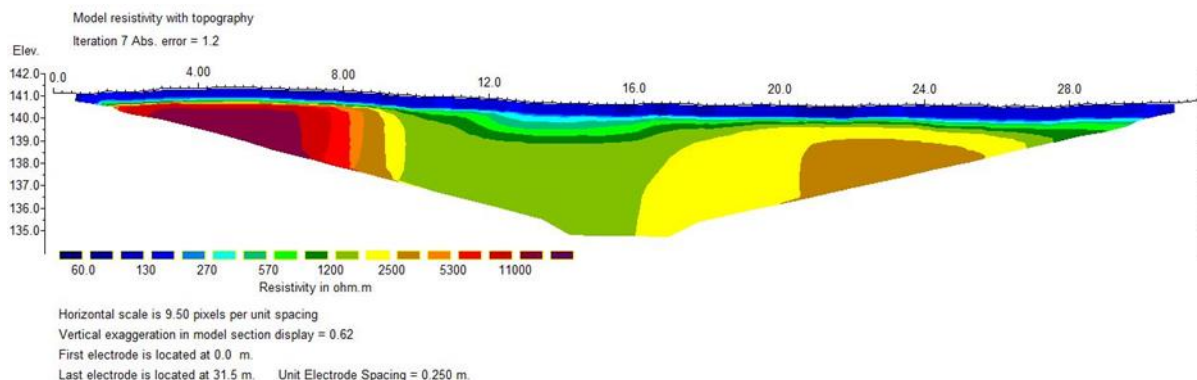 Model resistivity with topography
Iteration 7 Abs. error = 1.2
Elev.
142.0
0.0 4.00 8.00 12.0 16.0 20.0 24.0 28.0
141.0
140.0
139.0
138.0
137.0
136.0
135.0
60.0 130 270 570 1200 2500 5300 11000
Resistivity in ohm.m
Horizontal scale is 9.50 pixels per unit spacing
Vertical exaggeration in model section display = 0.62
First electrode is located at 0.0 m.
Last electrode is located at 31.5 m. Unit Electrode Spacing = 0.250 m.